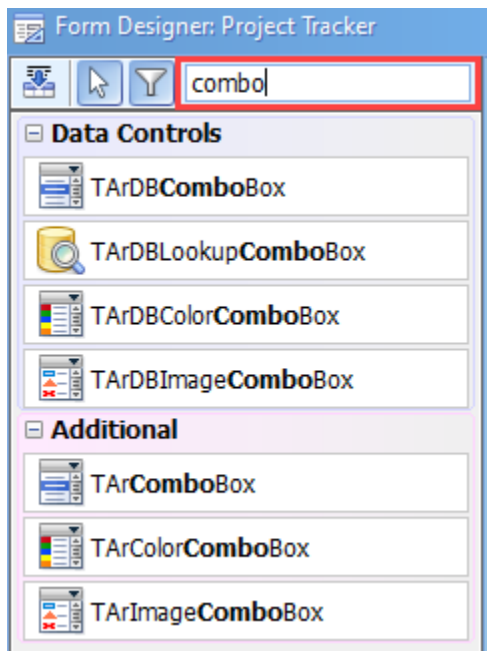 Form Designer: Project Tracker
combo
Data Controls
TArDBComboBox
TArDBLookupComboBox
TArDBColorComboBox
TArDBImageComboBox
Additional
TArComboBox
TArColorComboBox
TArImageComboBox